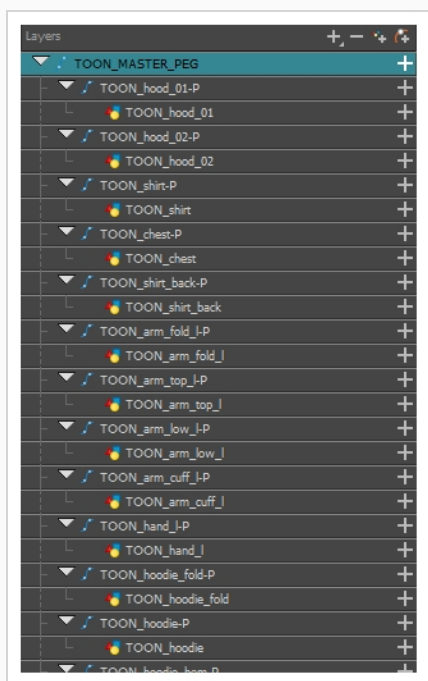 Layers
TOON_MASTER_PEG
TOON_hood_01-P
TOON_hood_01
TOON_hood_02-P
TOON_hood_02
TOON_shirt-P
TOON_shirt
TOON_chest-P
TOON_chest
TOON_shirt_back-P
TOON_shirt_back
TOON_arm_fold_l-P
TOON_arm_fold_l
TOON_arm_top_l-P
TOON_arm_top_l
TOON_arm_low_l-P
TOON_arm_low_l
TOON_arm_cuff_l-P
TOON_arm_cuff_l
TOON_hand_l-P
TOON_hand_l
TOON_hoodie_fold-P
TOON_hoodie_fold
TOON_hoodie-P
TOON_hoodie
TOON_hoodie_hem-P